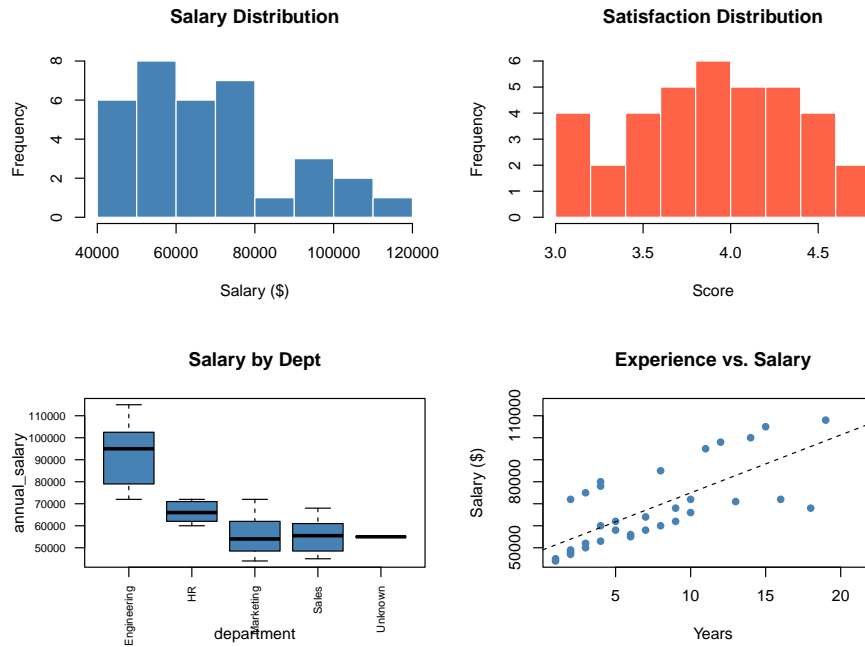 Salary Distribution
Frequency
0 2 4 6 8
40000 60000 80000 100000 120000
Salary ($)
Satisfaction Distribution
Frequency
0 1 2 3 4 5 6
3.0 3.5 4.0 4.5
Score
Salary by Dept
annual_salary
50000 60000 70000 80000 90000 100000 110000
Engineering HR Marketing Sales Unknown
department
Experience vs. Salary
Salary ($)
50000 80000 110000
5 10 15 20
Years